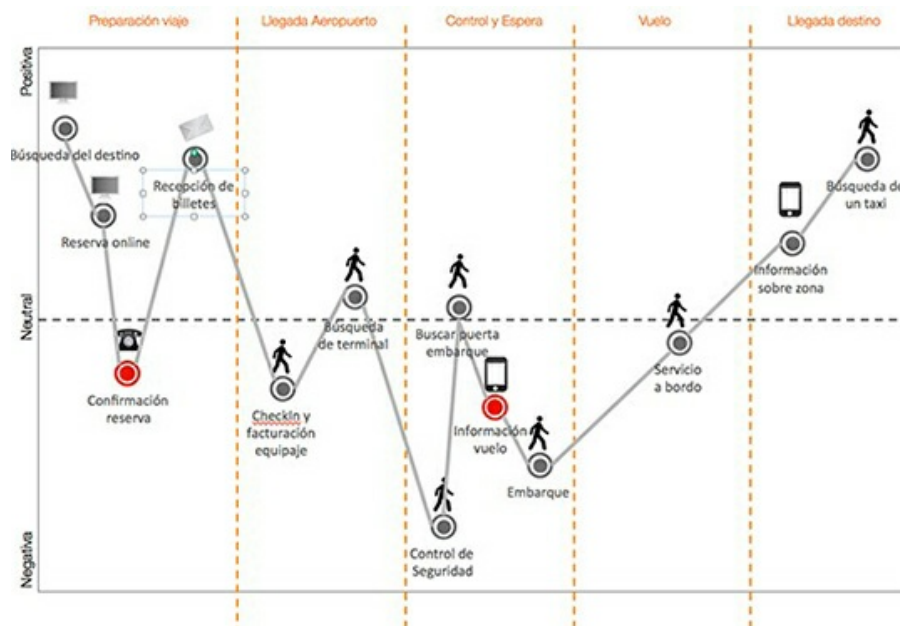 Preparación viaje
Llegada Aeropuerto
Control y Espera
Vuelo
Llegada destino
Positiva
Neutral
Negativa
Búsqueda del destino
Reserva online
Confirmación
reserva
Recepción de
billetes
CheckIn y
facturación
equipaje
Búsqueda
de terminal
Control de
Seguridad
Buscar puerta
embarque
Información
vuelo
Embarque
Servicio
a bordo
Información
sobre zona
Búsqueda de
un taxi